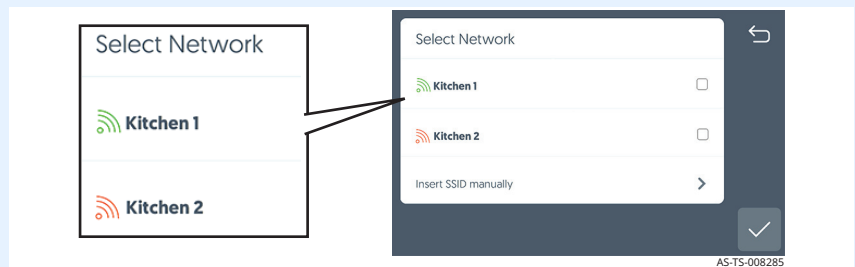 Select Network
Kitchen 1
Kitchen 2
Select Network
Kitchen 1
Kitchen 2
Insert SSID manually
AS-TS-008285